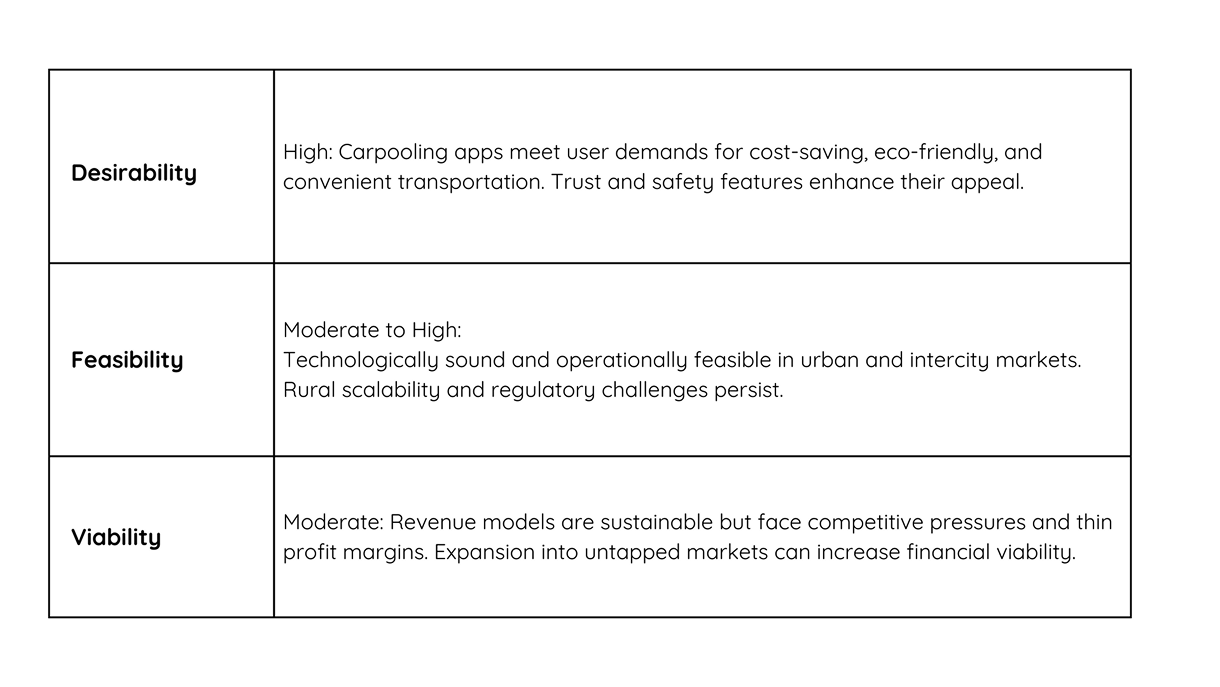 Desirability
High: Carpooling apps meet user demands for cost-saving, eco-friendly, and
convenient transportation. Trust and safety features enhance their appeal.
Feasibility
Moderate to High:
Technologically sound and operationally feasible in urban and intercity markets.
Rural scalability and regulatory challenges persist.
Viability
Moderate: Revenue models are sustainable but face competitive pressures and thin
profit margins. Expansion into untapped markets can increase financial viability.